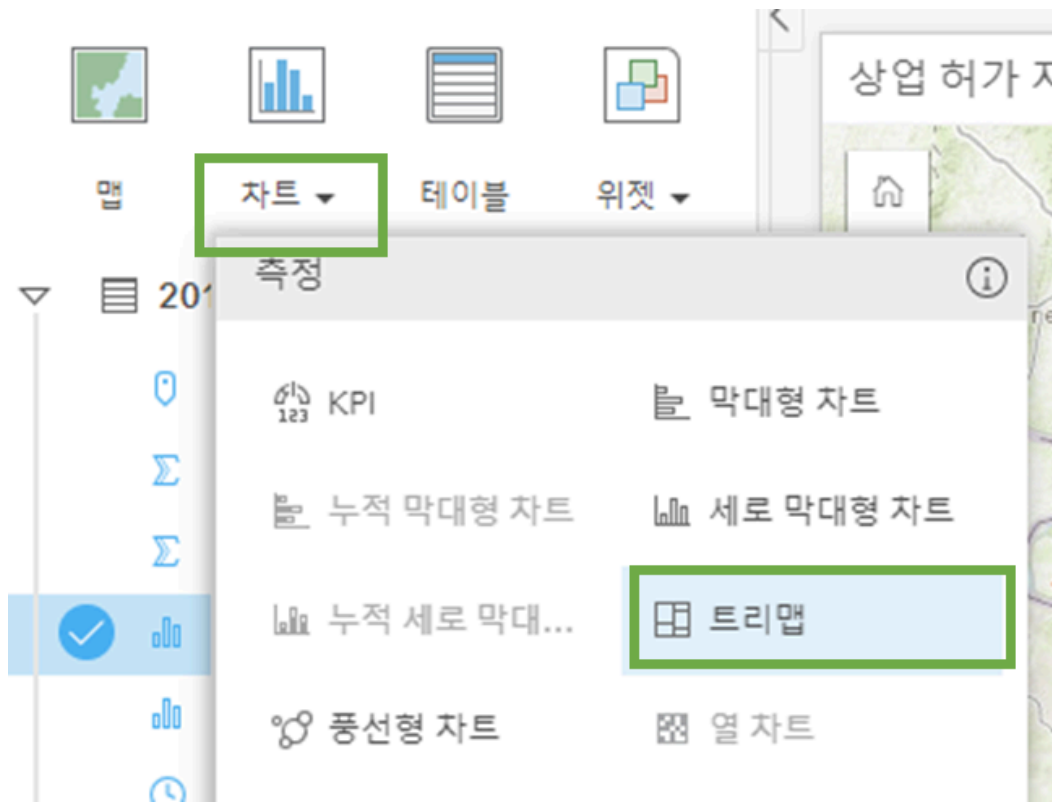 상업 허가 지
맵
차트
테이블
위젯
201
측정
KPI
막대형 차트
누적 막대형 차트
세로 막대형 차트
누적 세로 막대...
트리맵
풍선형 차트
열 차트